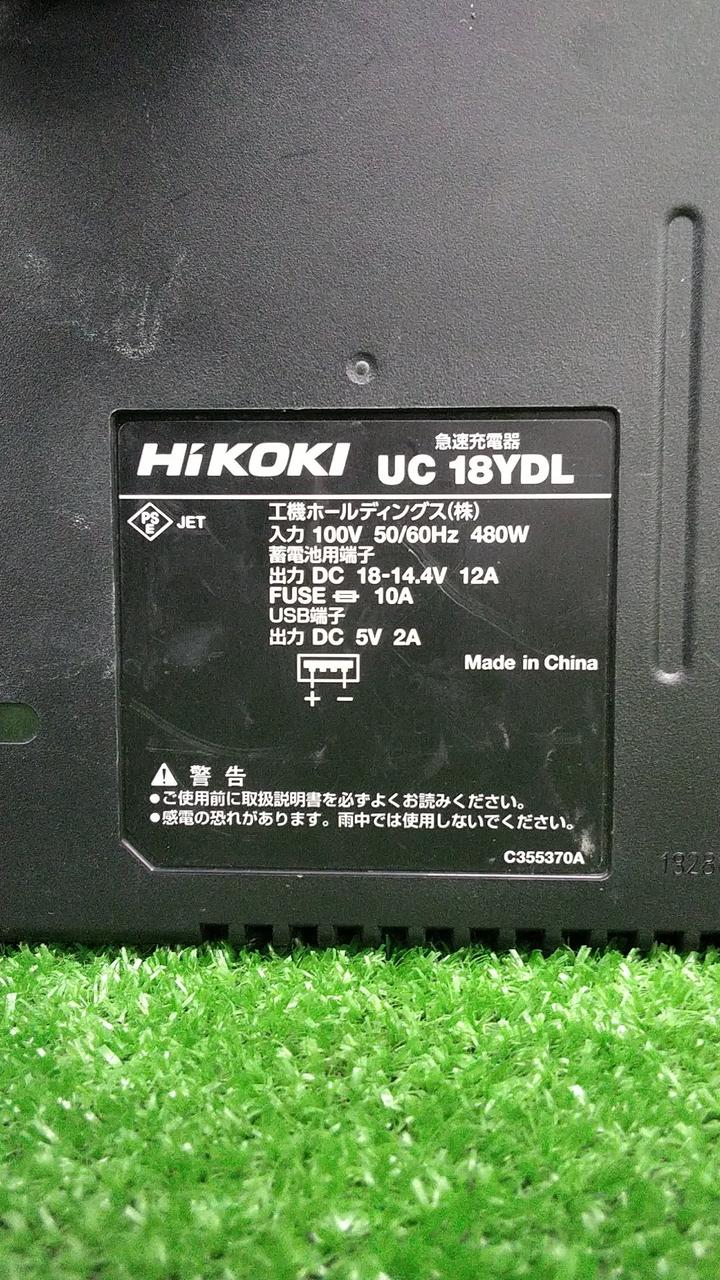 HiKOKI
急速充電器
UC 18YDL
PS
E
JET
工機ホールディングス(株)
入力 100V 50/60Hz 480W
蓄電池用端子
出力 DC 18-14.4V 12A
FUSE 10A
USB端子
出力 DC 5V 2A
+ −
Made in China
警告
●ご使用前に取扱説明書を必ずよくお読みください。
●感電の恐れがあります。雨中では使用しないでください。
C355370A